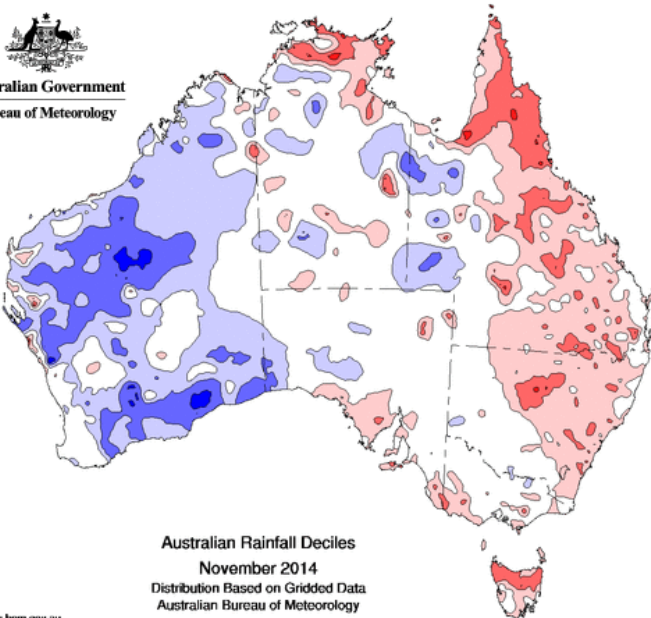 ralian Government
eau of Meteorology
Australian Rainfall Deciles
November 2014
Distribution Based on Gridded Data
Australian Bureau of Meteorology